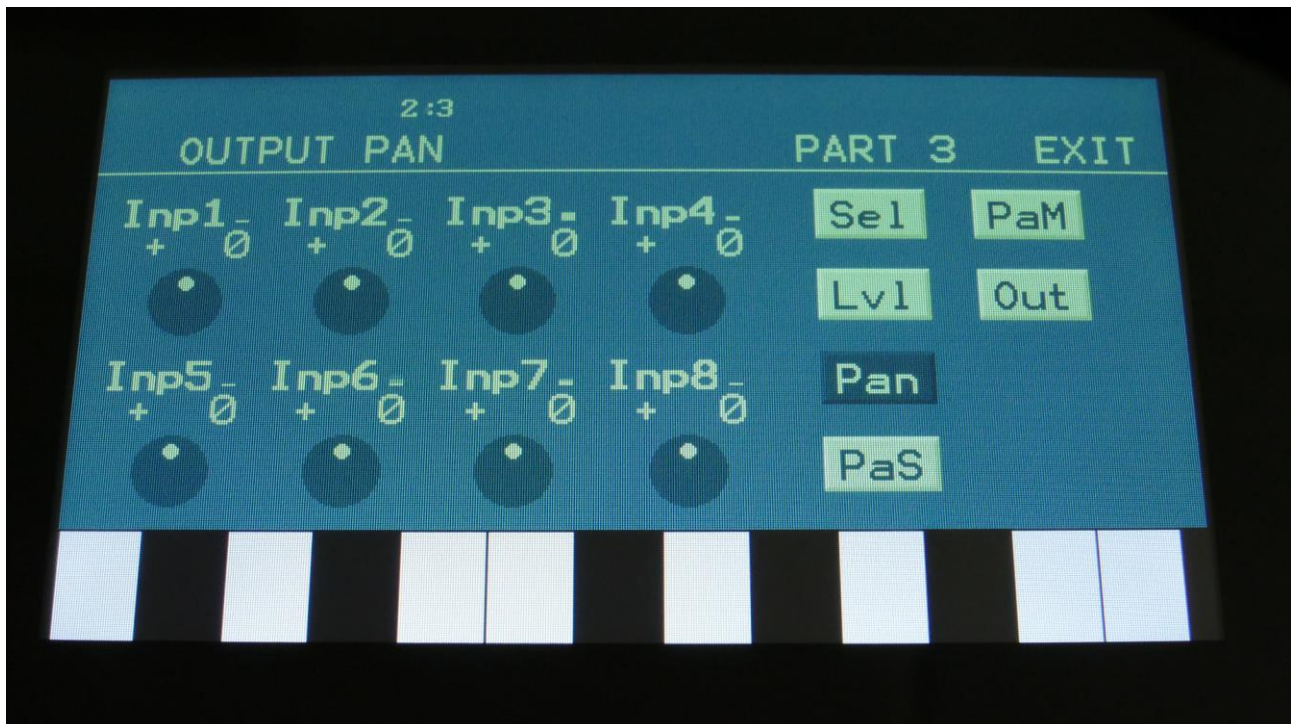 2:3
OUTPUT PAN PART 3 EXIT
Inp1 Inp2 Inp3 Inp4 Sel PaM
+ 0 + 0 + 0 + 0
Lvl Out
Inp5 Inp6 Inp7 Inp8 Pan
+ 0 + 0 + 0 + 0
PaS